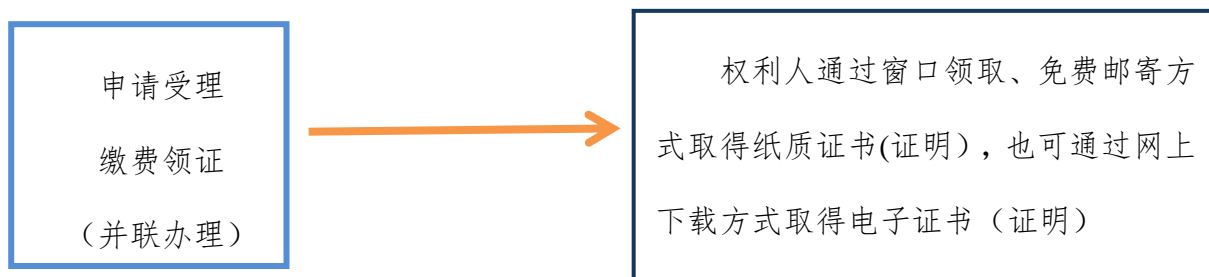 申请受理
缴费领证
（并联办理）
权利人通过窗口领取、免费邮寄方
式取得纸质证书(证明），也可通过网上
下载方式取得电子证书（证明）